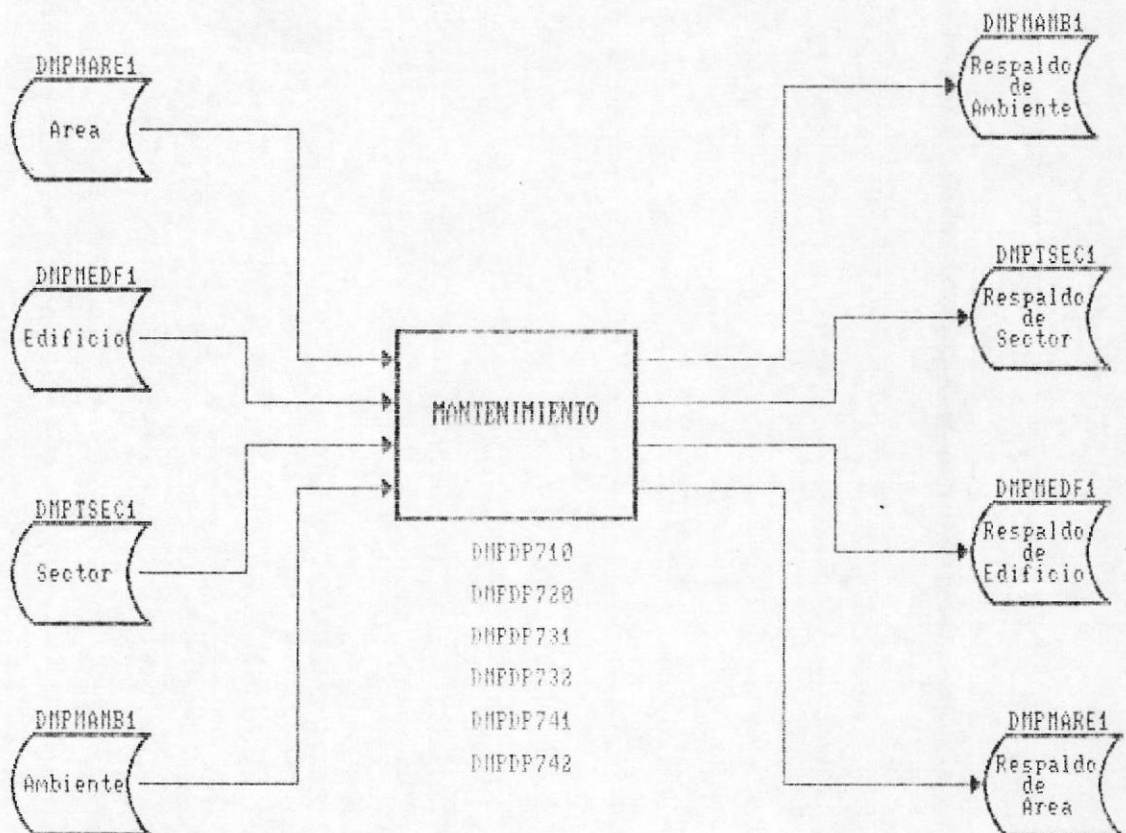 DMPMARE1
Area
DMPMEDF1
Edificio
DMPTSEC1
Sector
DMPMAMB1
Ambiente
MANTENIMIENTO
DMPDP710
DMPDP720
DMPDP731
DMPDP732
DMPDP741
DMPDP742
DMPMAMB1
Respaldo
de
Ambiente
DMPTSEC1
Respaldo
de
Sector
DMPMEDF1
Respaldo
de
Edificio
DMPMARE1
Respaldo
de
Area